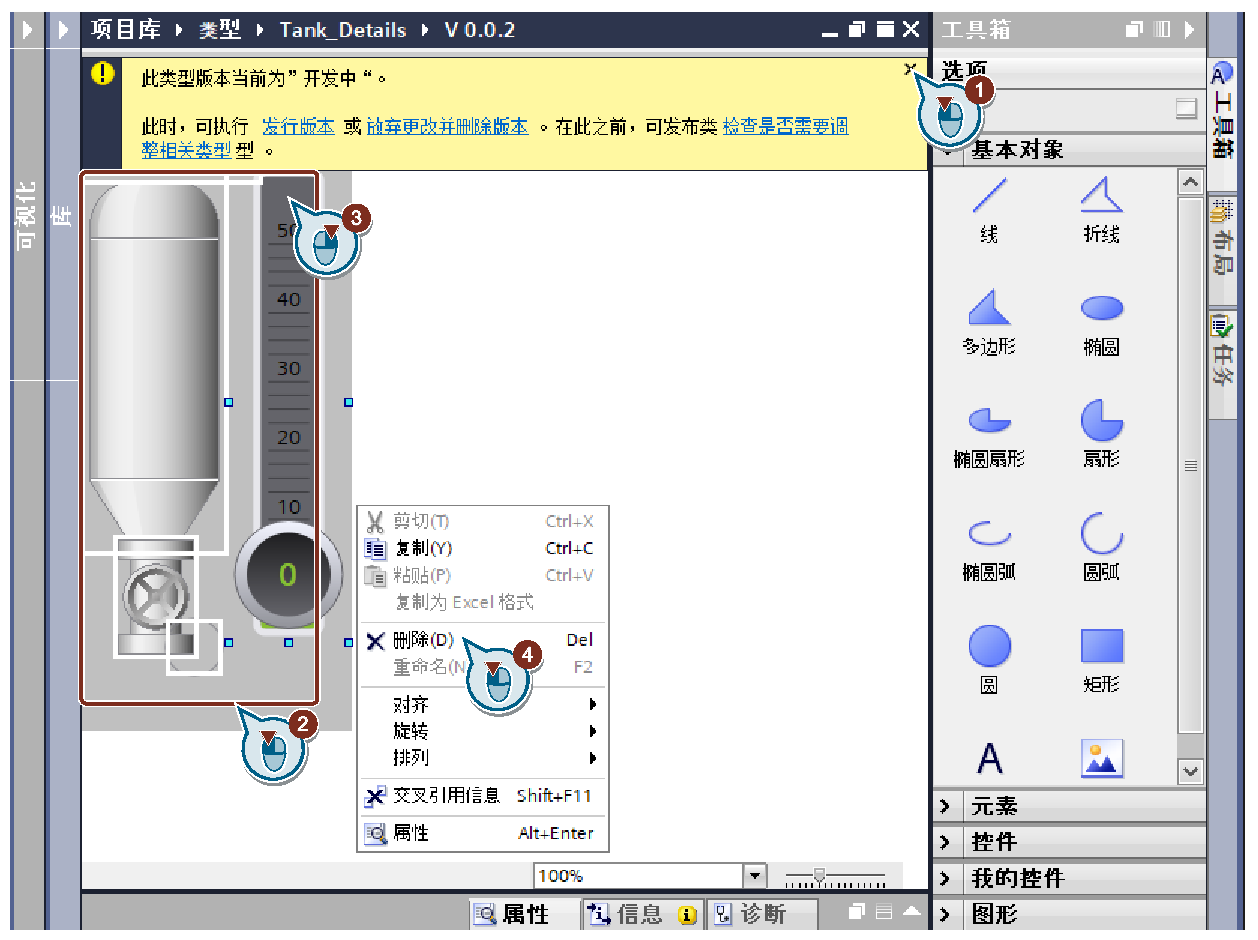 项目库 ▸ 类型 ▸ Tank_Details ▸ V 0.0.2
工具箱
选项
此类型版本当前为”开发中“。
此时，可执行 发行版本 或 放弃更改并删除版本 。在此之前，可发布类 检查是否需要调
整相关类型 型 。
1
2
3
4
可视化
库
50
40
30
20
10
0
剪切(T) Ctrl+X
复制(Y) Ctrl+C
粘贴(P) Ctrl+V
复制为 Excel 格式
删除(D) Del
重命名(N F2
对齐
旋转
排列
交叉引用信息 Shift+F11
属性 Alt+Enter
100%
属性
信息
诊断
基本对象
线
折线
多边形
椭圆
椭圆扇形
扇形
椭圆弧
圆弧
圆
矩形
A
元素
控件
我的控件
图形
工具箱
布局
任务